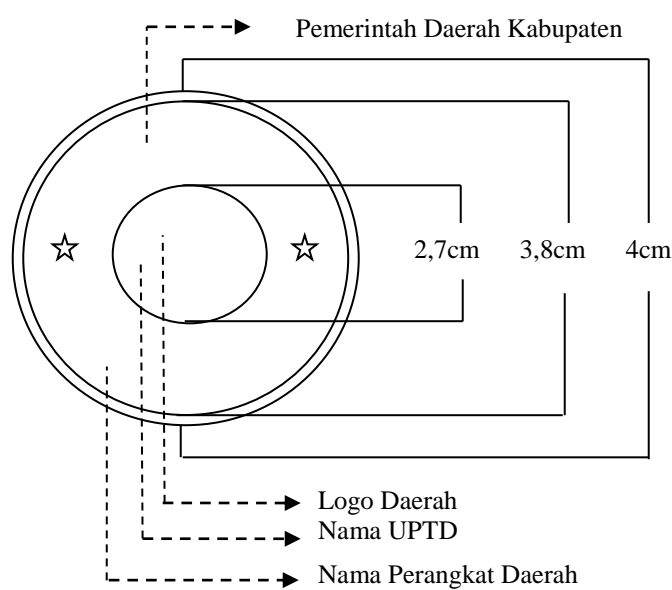 Pemerintah Daerah Kabupaten
2,7cm 3,8cm 4cm
Logo Daerah
Nama UPTD
Nama Perangkat Daerah